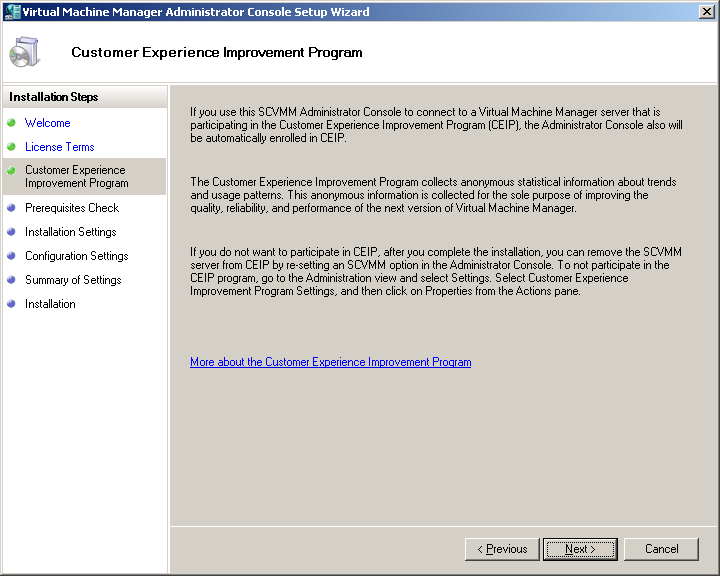 Virtual Machine Manager Administrator Console Setup Wizard
Customer Experience Improvement Program
Installation Steps
Welcome
License Terms
Customer Experience
Improvement Program
Prerequisites Check
Installation Settings
Configuration Settings
Summary of Settings
Installation
If you use this SCVMM Administrator Console to connect to a Virtual Machine Manager server that is
participating in the Customer Experience Improvement Program (CEIP), the Administrator Console also will
be automatically enrolled in CEIP.
The Customer Experience Improvement Program collects anonymous statistical information about trends
and usage patterns. This anonymous information is collected for the sole purpose of improving the
quality, reliability, and performance of the next version of Virtual Machine Manager.
If you do not want to participate in CEIP, after you complete the installation, you can remove the SCVMM
server from CEIP by re-setting an SCVMM option in the Administrator Console. To not participate in the
CEIP program, go to the Administration view and select Settings. Select Customer Experience
Improvement Program Settings, and then click on Properties from the Actions pane.
More about the Customer Experience Improvement Program
< Previous
Next >
Cancel